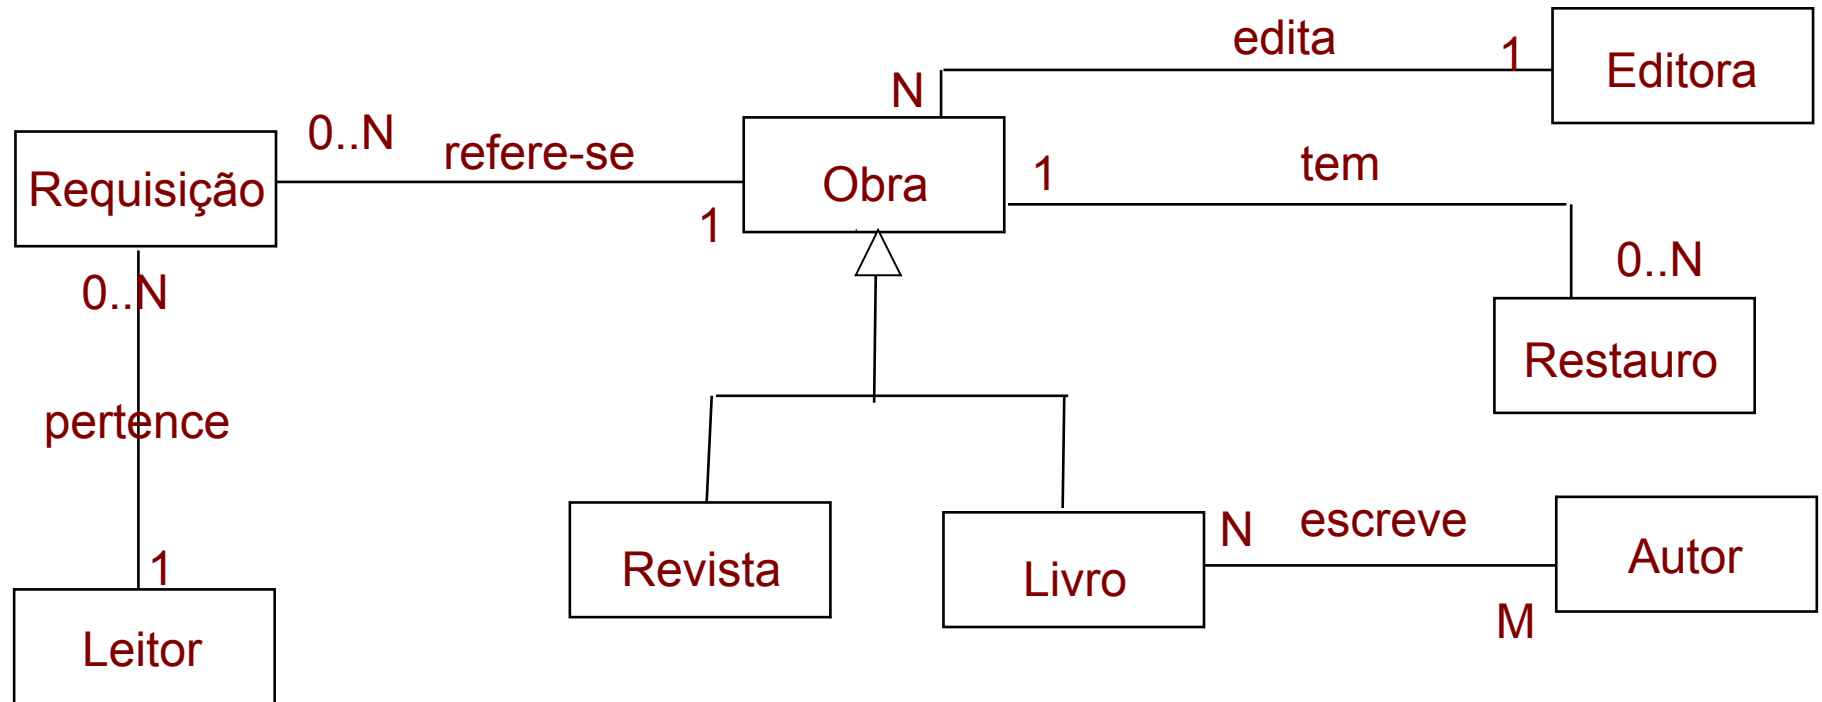 edita
1
Editora
N
0..N
refere-se
Requisição
Obra
1
tem
1
0..N
0..N
Restauro
pertence
1
Revista
Livro
N
escreve
Autor
M
Leitor